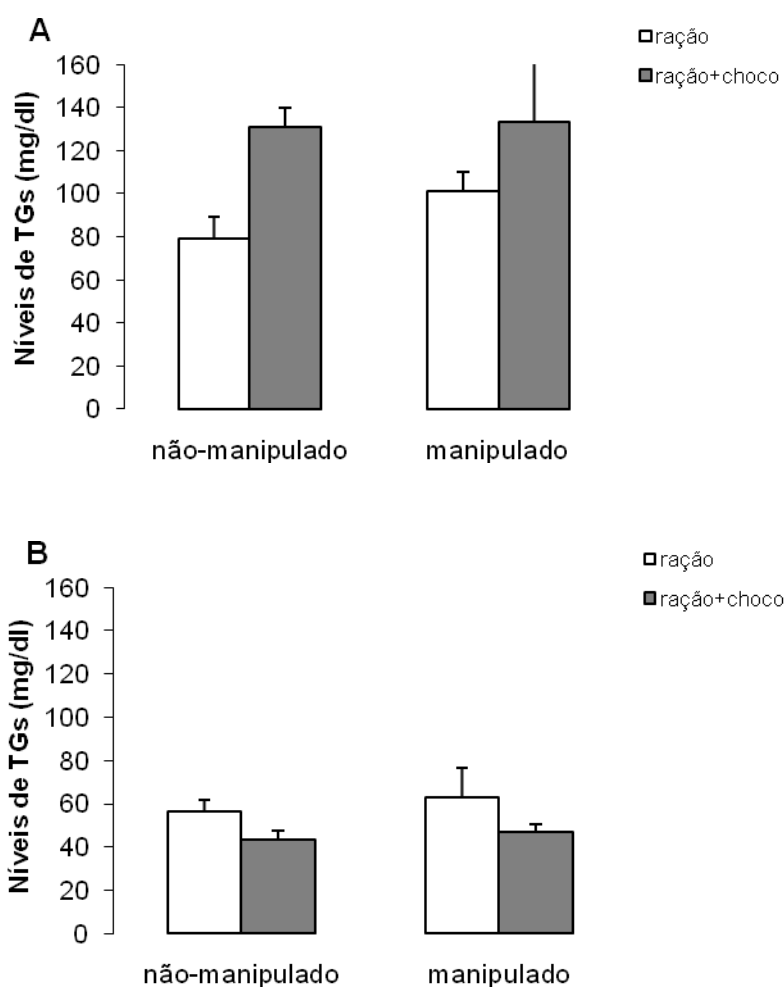 A
ração
ração+choco
Níveis de TGs (mg/dl)
160
140
120
100
80
60
40
20
0
não-manipulado manipulado
B
ração
ração+choco
Níveis de TGs (mg/dl)
160
140
120
100
80
60
40
20
0
não-manipulado manipulado